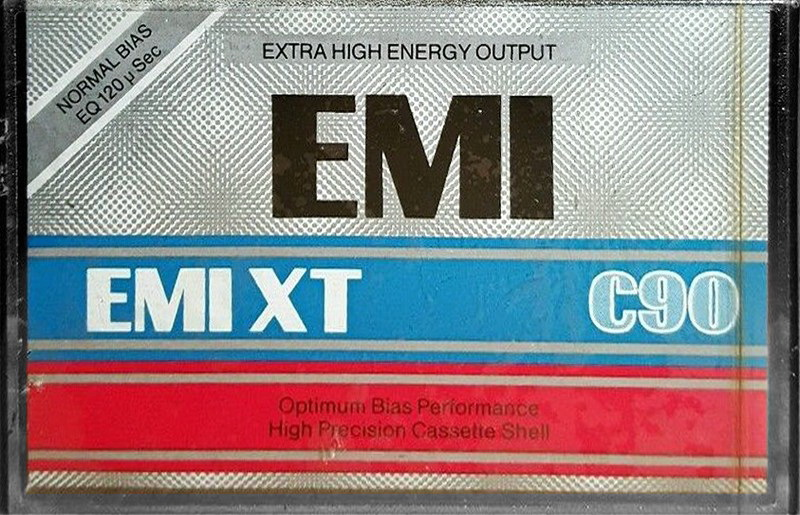 NORMAL BIAS
EQ 120 µ Sec
EXTRA HIGH ENERGY OUTPUT
EMI
EMI XT C90
Optimum Bias Performance
High Precision Cassette Shell